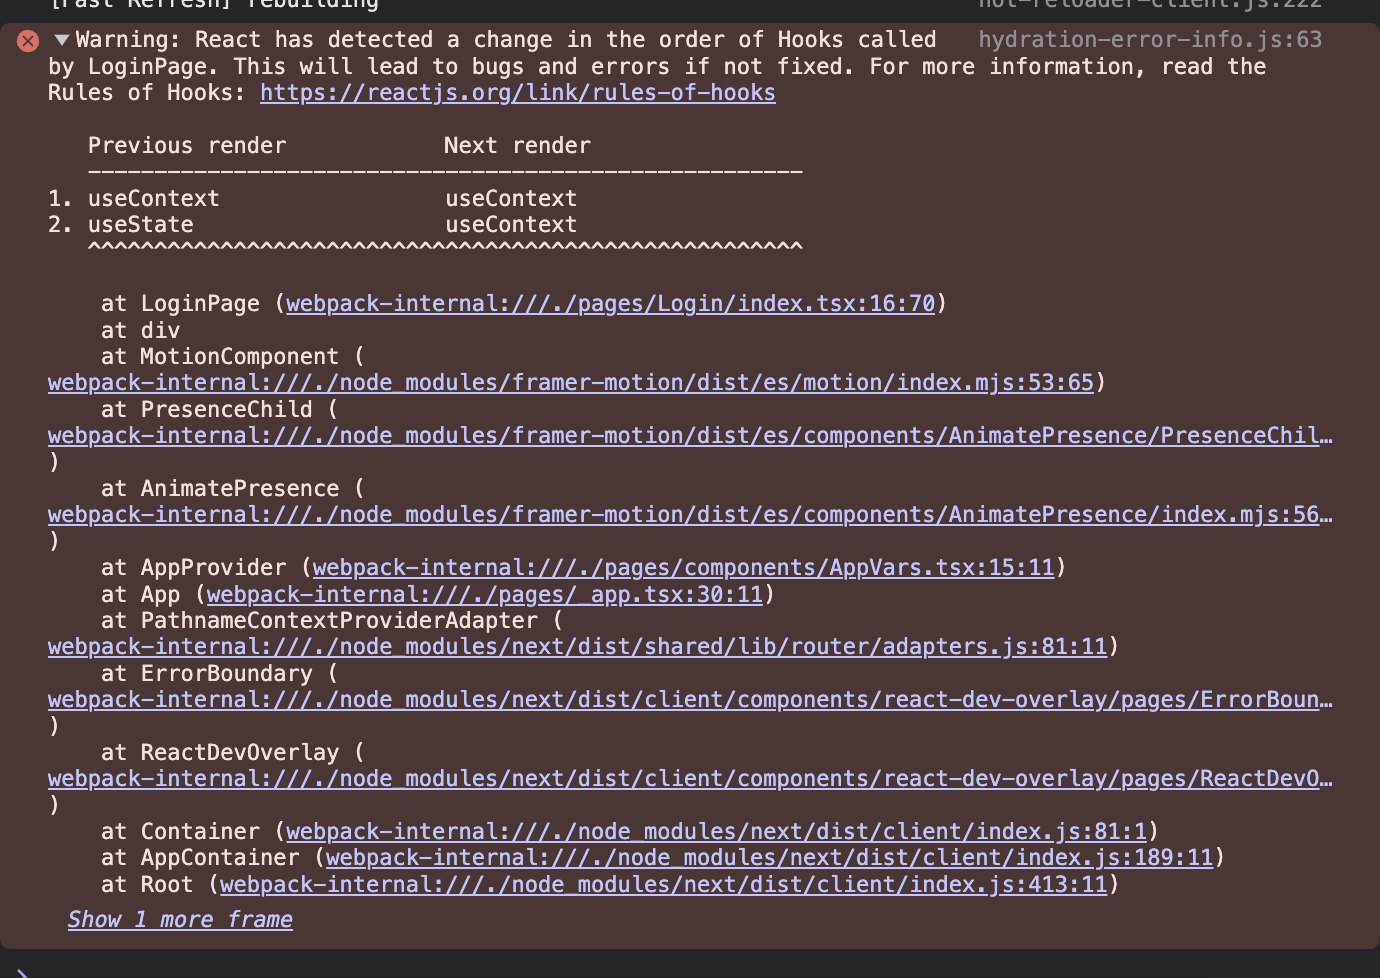 [Fast Refresh] rebuilding hot-reloader-client.js:222
▼Warning: React has detected a change in the order of Hooks called hydration-error-info.js:63
by LoginPage. This will lead to bugs and errors if not fixed. For more information, read the
Rules of Hooks: https://reactjs.org/link/rules-of-hooks
Previous render Next render
------------------------------------------------------
1. useContext useContext
2. useState useContext
^^^^^^^^^^^^^^^^^^^^^^^^^^^^^^^^^^^^^^^^^^^^^^^^^^^^^^
at LoginPage (webpack-internal:///./pages/Login/index.tsx:16:70)
at div
at MotionComponent (
webpack-internal:///./node_modules/framer-motion/dist/es/motion/index.mjs:53:65)
at PresenceChild (
webpack-internal:///./node_modules/framer-motion/dist/es/components/AnimatePresence/PresenceChil…
)
at AnimatePresence (
webpack-internal:///./node_modules/framer-motion/dist/es/components/AnimatePresence/index.mjs:56…
)
at AppProvider (webpack-internal:///./pages/components/AppVars.tsx:15:11)
at App (webpack-internal:///./pages/_app.tsx:30:11)
at PathnameContextProviderAdapter (
webpack-internal:///./node_modules/next/dist/shared/lib/router/adapters.js:81:11)
at ErrorBoundary (
webpack-internal:///./node_modules/next/dist/client/components/react-dev-overlay/pages/ErrorBoun…
)
at ReactDevOverlay (
webpack-internal:///./node_modules/next/dist/client/components/react-dev-overlay/pages/ReactDevO…
)
at Container (webpack-internal:///./node_modules/next/dist/client/index.js:81:1)
at AppContainer (webpack-internal:///./node_modules/next/dist/client/index.js:189:11)
at Root (webpack-internal:///./node_modules/next/dist/client/index.js:413:11)
Show 1 more frame